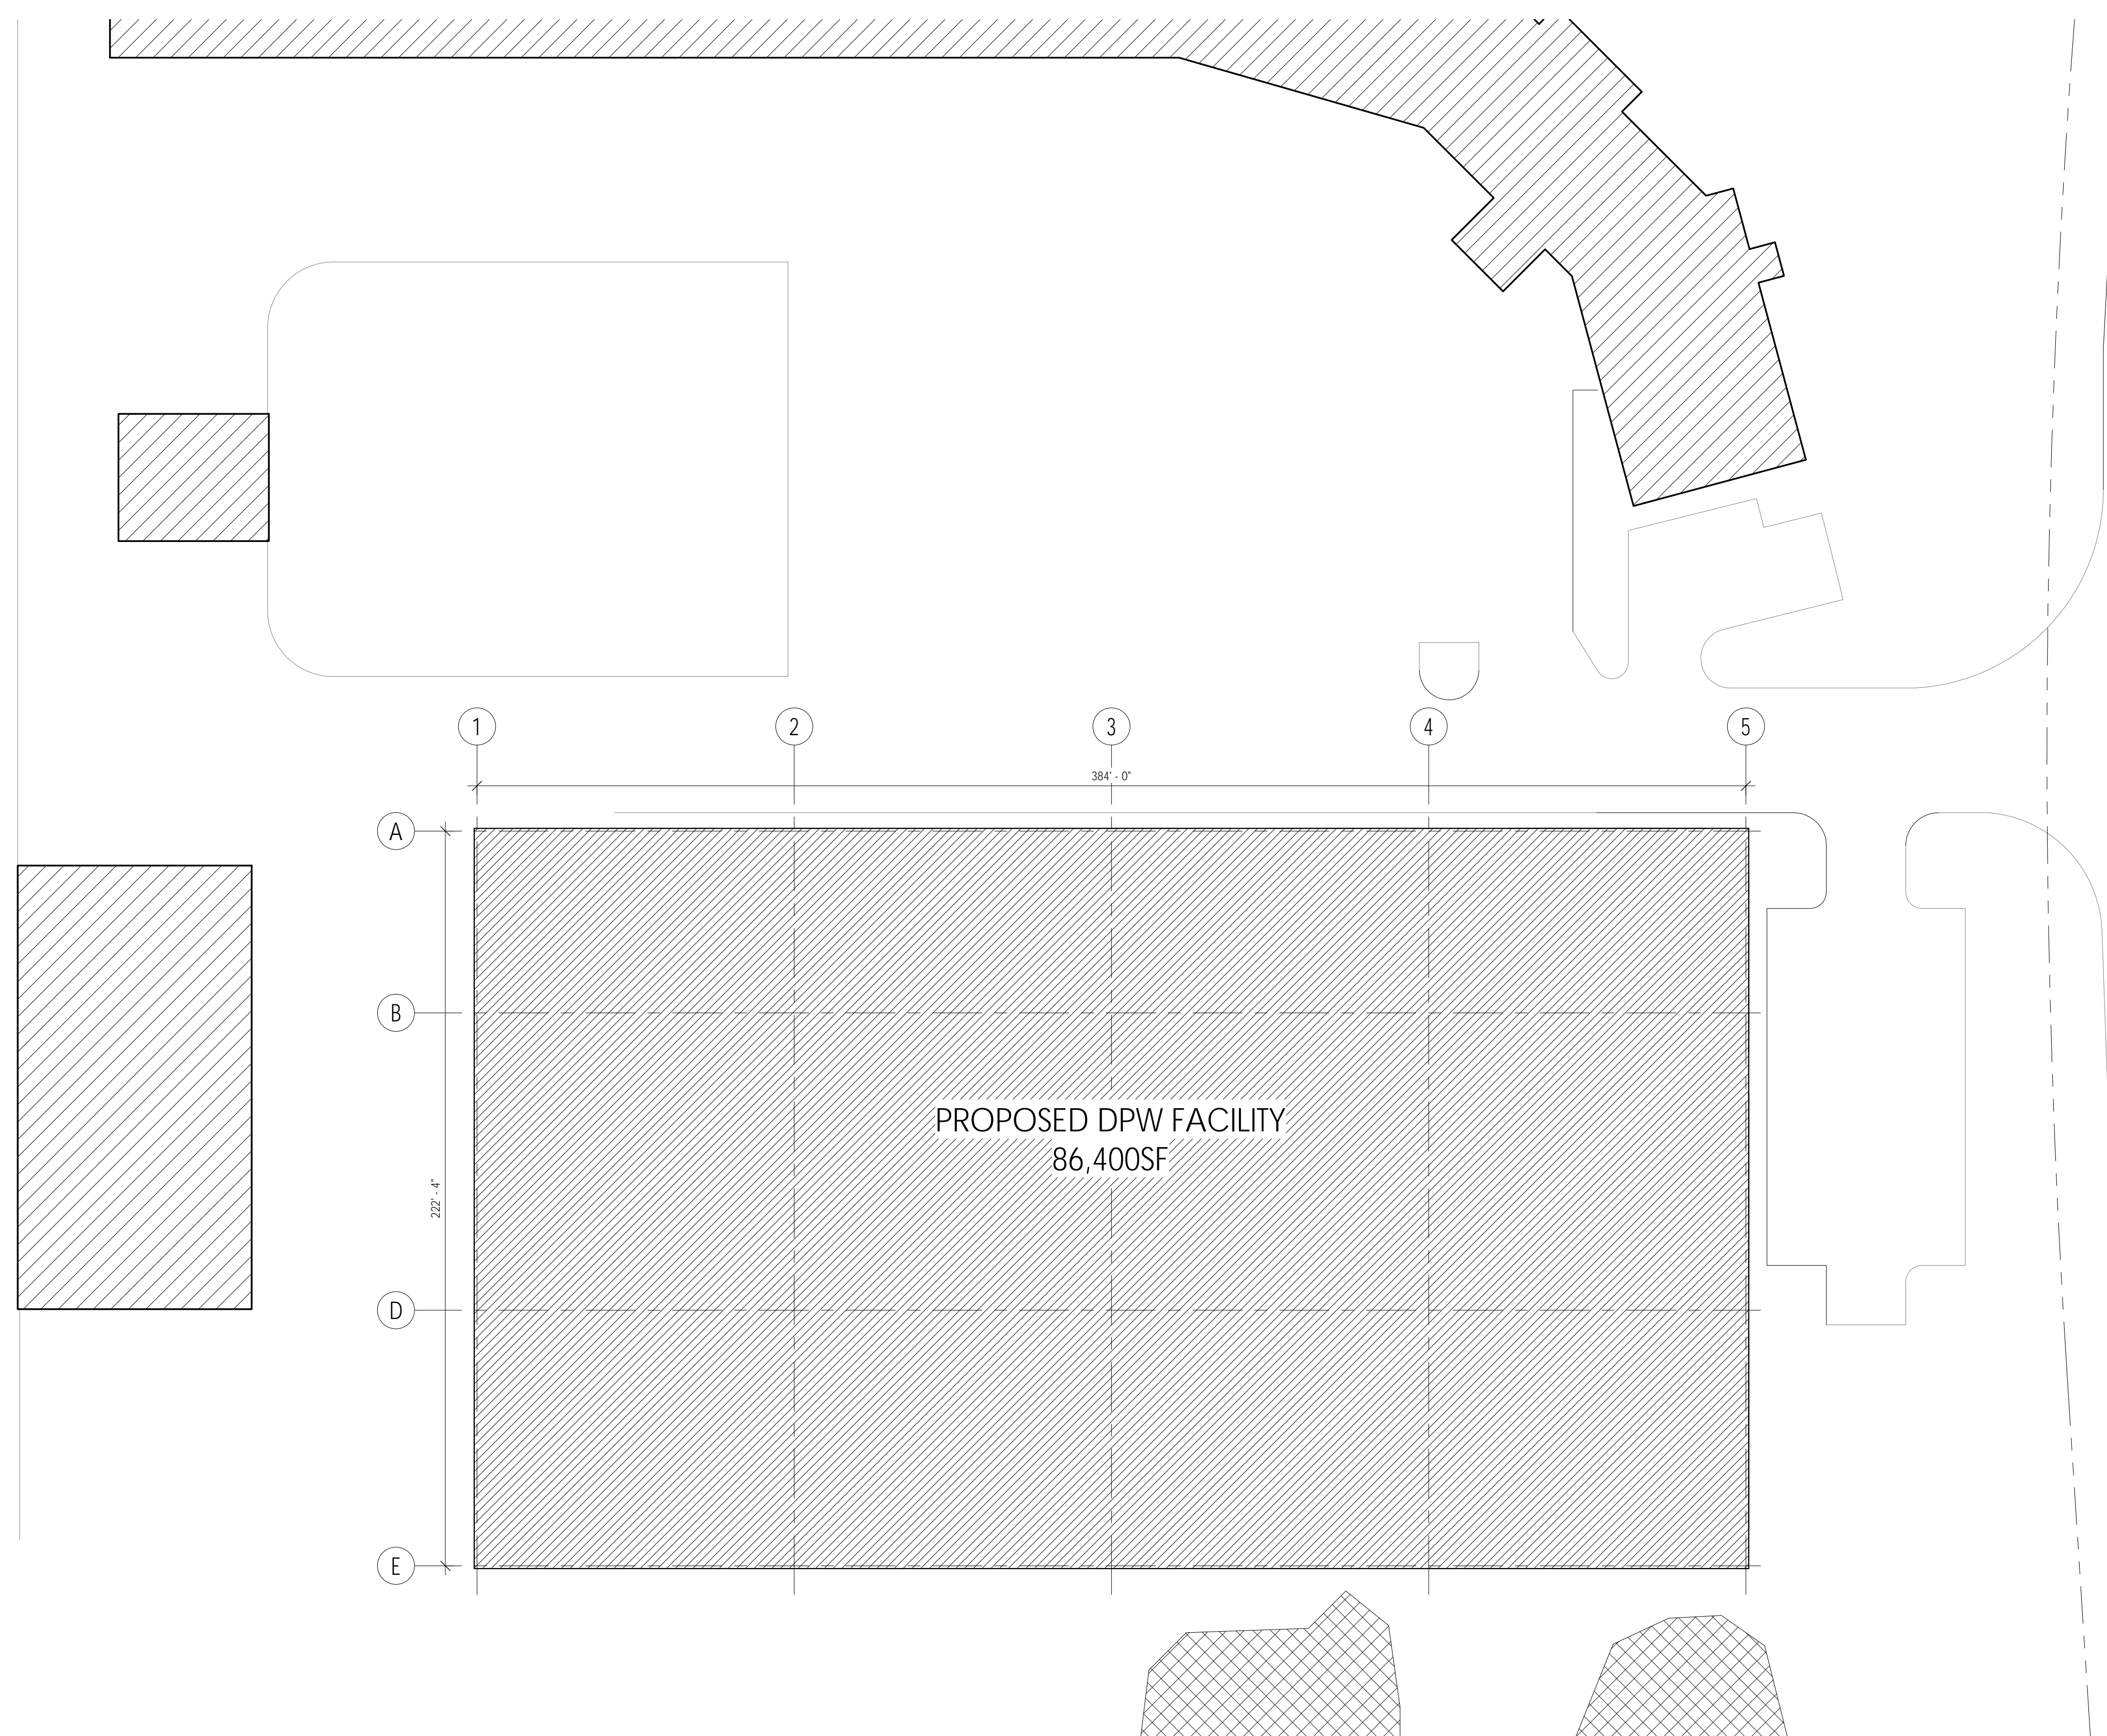 1 2 3 4 5
384' - 0"
A
B
PROPOSED DPW FACILITY
86,400SF
222' - 4"
D
E